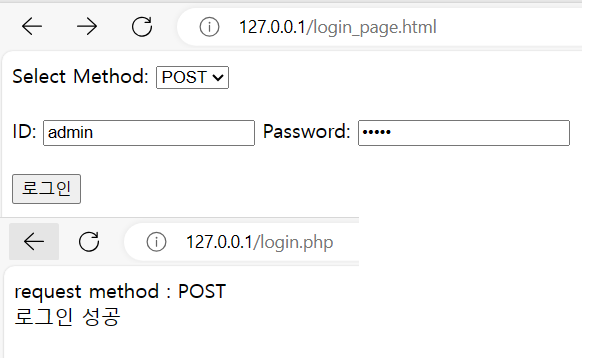 127.0.0.1/login_page.html
Select Method: POST
ID: admin Password: •••••
로그인
127.0.0.1/login.php
request method : POST
로그인 성공